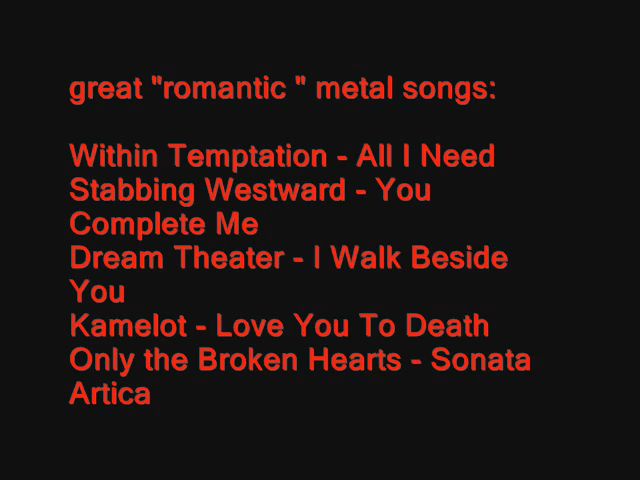 great "romantic " metal songs:
Within Temptation - All I Need
Stabbing Westward - You
Complete Me
Dream Theater - I Walk Beside
You
Kamelot - Love You To Death
Only the Broken Hearts - Sonata
Artica